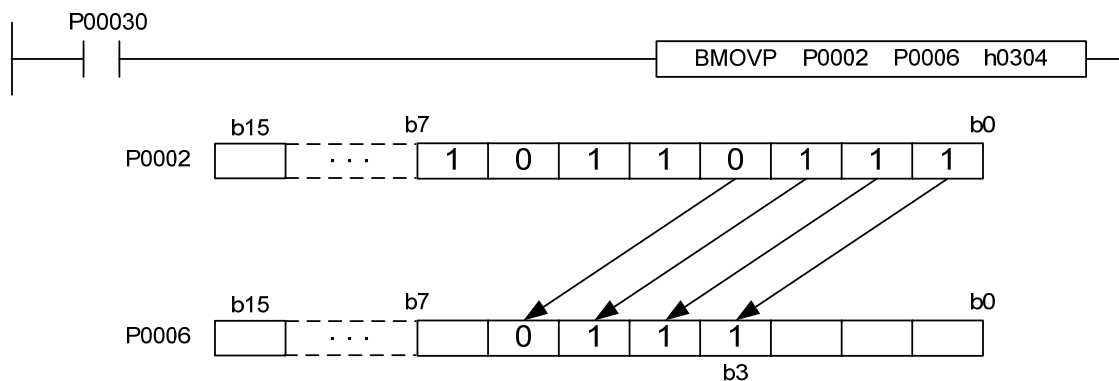 P00030
BMOVP P0002 P0006 h0304
b15 b7 b0
P0002 · · · 1 0 1 1 0 1 1 1
b15 b7 b0
P0006 · · · 0 1 1 1
b3